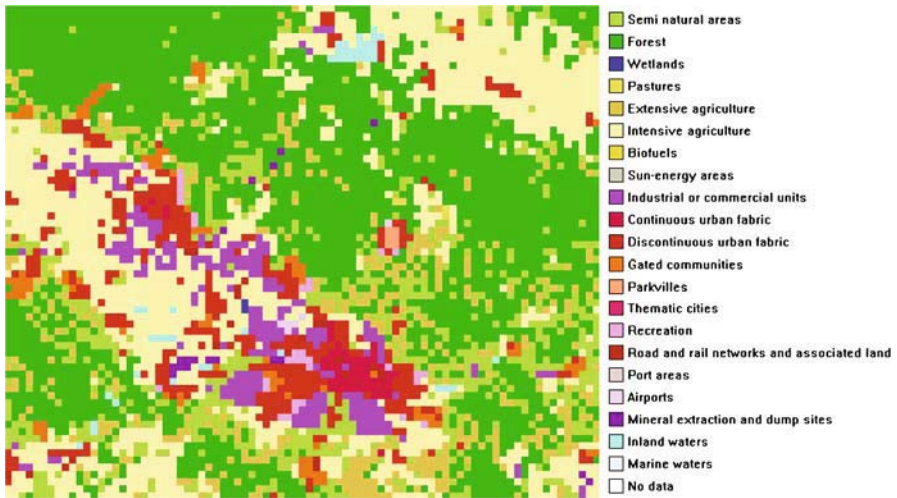 Semi natural areas
Forest
Wetlands
Pastures
Extensive agriculture
Intensive agriculture
Biofuels
Sun-energy areas
Industrial or commercial units
Continuous urban fabric
Discontinuous urban fabric
Gated communities
Parkvilles
Thematic cities
Recreation
Road and rail networks and associated land
Port areas
Airports
Mineral extraction and dump sites
Inland waters
Marine waters
No data